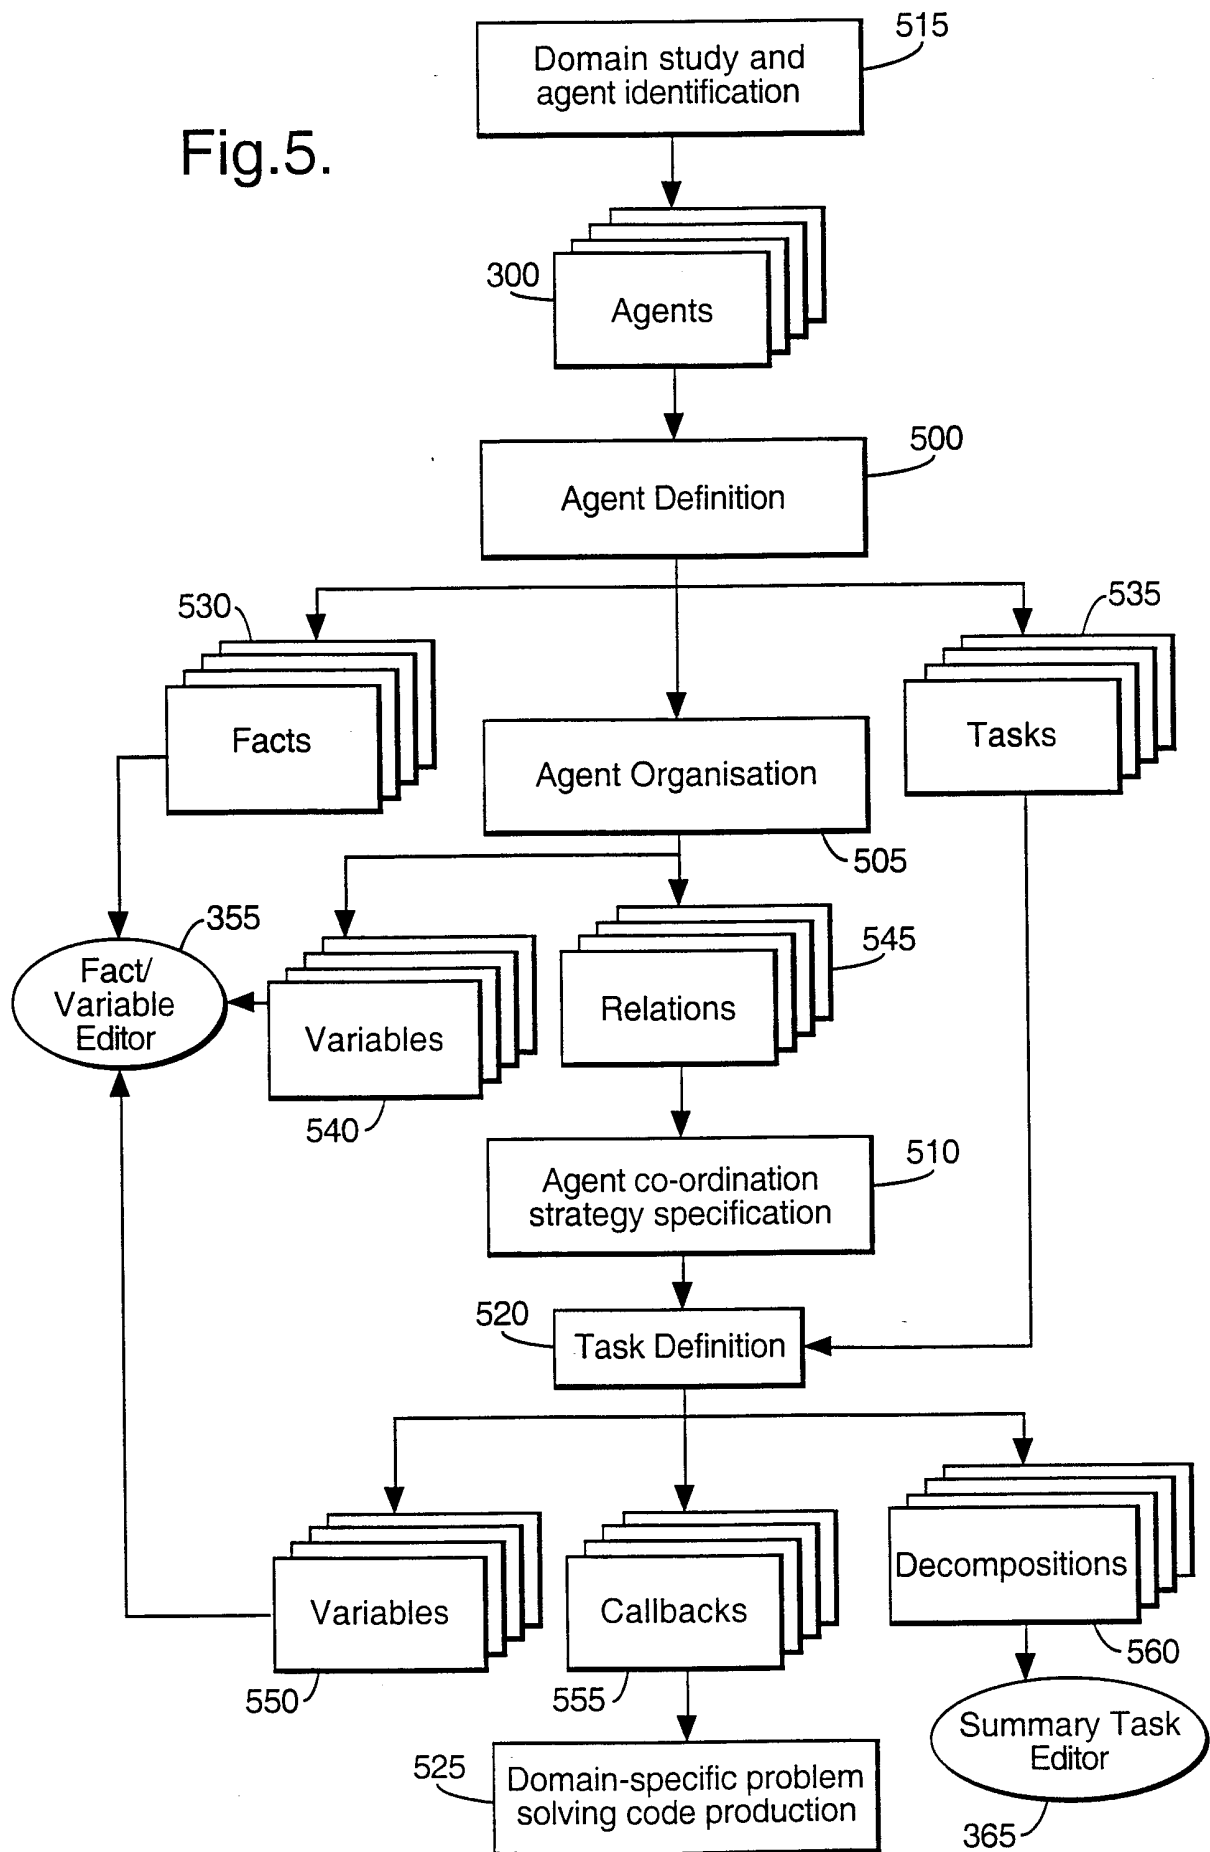 515
Domain study and
agent identification
Fig.5.
300
Agents
500
Agent Definition
530
535
Facts
Agent Organisation
Tasks
505
355
Fact/
Variable
Editor
545
Variables
Relations
540
510
Agent co-ordination
strategy specification
520
Task Definition
Variables
Callbacks
Decompositions
550
555
560
525
Domain-specific problem
solving code production
Summary Task
Editor
365